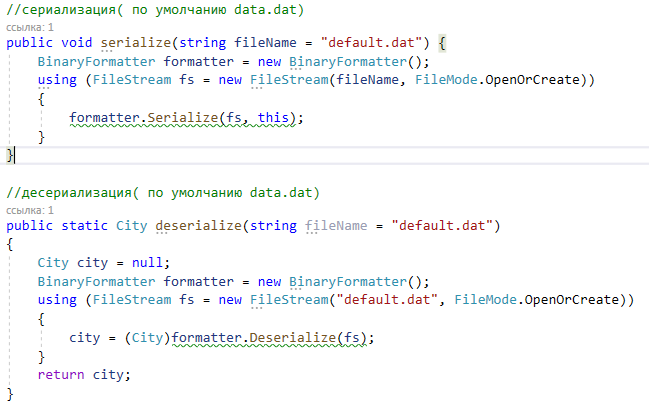 //сериализация( по умолчанию data.dat)
ссылка: 1
public void serialize(string fileName = "default.dat") {
    BinaryFormatter formatter = new BinaryFormatter();
    using (FileStream fs = new FileStream(fileName, FileMode.OpenOrCreate))
    {
        formatter.Serialize(fs, this);
    }
}
//десериализация( по умолчанию data.dat)
ссылка: 1
public static City deserialize(string fileName = "default.dat")
{
    City city = null;
    BinaryFormatter formatter = new BinaryFormatter();
    using (FileStream fs = new FileStream("default.dat", FileMode.OpenOrCreate))
    {
        city = (City)formatter.Deserialize(fs);
    }
    return city;
}